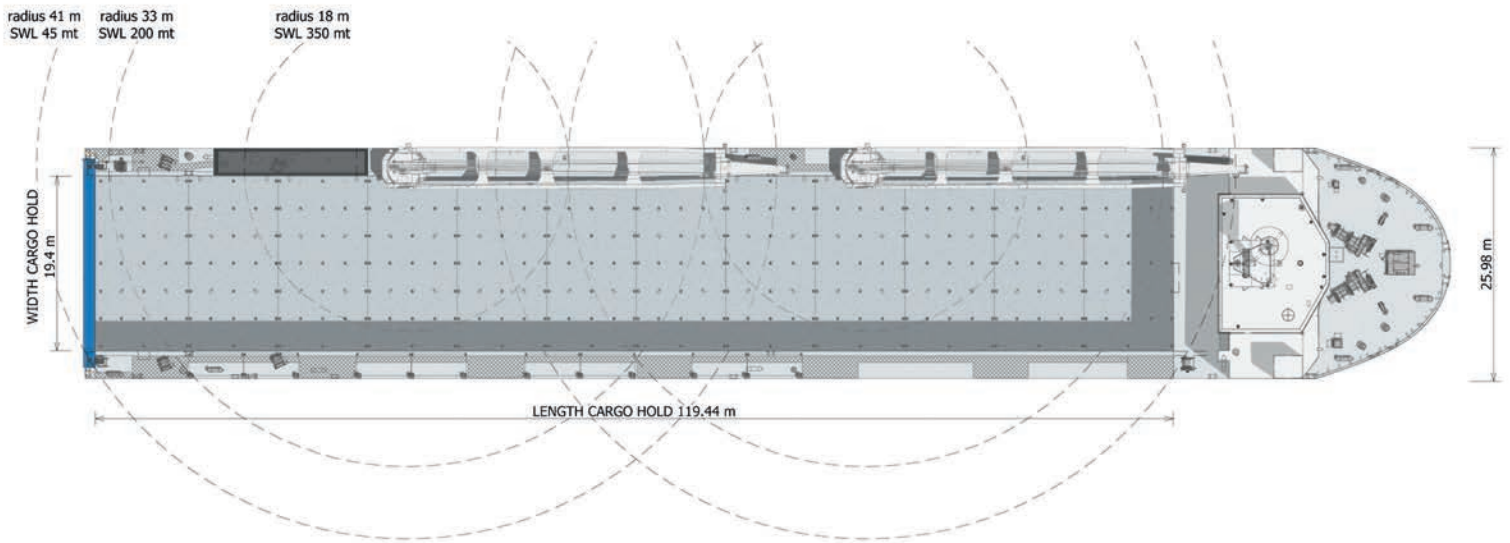 radius 41 m
SWL 45 mt
radius 33 m
SWL 200 mt
radius 18 m
SWL 350 mt
WIDTH CARGO HOLD
19.4 m
25.98 m
LENGTH CARGO HOLD 119.44 m